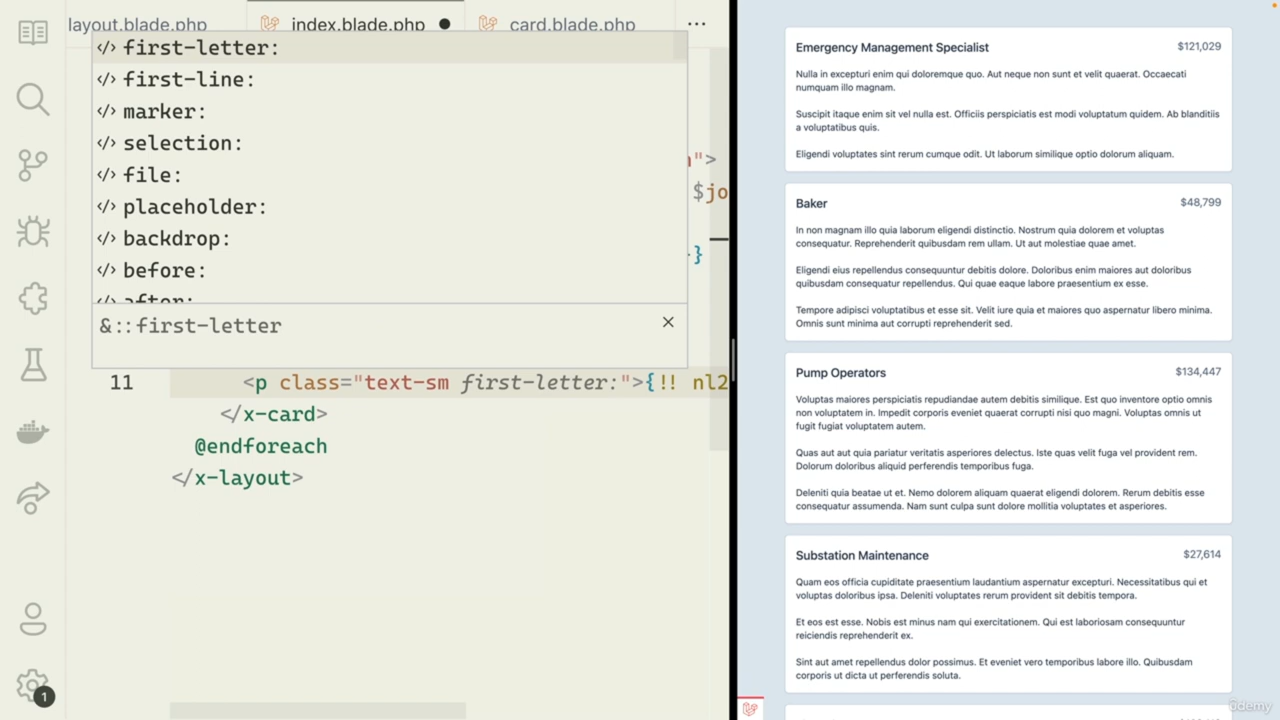 layout.blade.php
index.blade.php
card.blade.php
first-letter:
first-line:
marker:
selection:
file:
placeholder:
backdrop:
before:
after:
&::first-letter
">
$jo
}
11 <p class="text-sm first-letter:">{!! nl2
</x-card>
@endforeach
</x-layout>
1
Emergency Management Specialist $121,029
Nulla in excepturi enim qui doloremque quo. Aut neque non sunt et velit quaerat. Occaecati
numquam illo magnam.
Suscipit itaque enim sit vel nulla est. Officiis perspiciatis est modi voluptatum quidem. Ab blanditiis
a voluptatibus quis.
Eligendi voluptates sint rerum cumque odit. Ut laborum similique optio dolorum aliquam.
Baker $48,799
In non magnam illo quia laborum eligendi distinctio. Nostrum quia dolorem et voluptas
consequatur. Reprehenderit quibusdam rem ullam. Ut aut molestiae quae amet.
Eligendi eius repellendus consequuntur debitis dolore. Doloribus enim maiores aut doloribus
quibusdam consequatur repellendus. Qui quae eaque labore praesentium ex esse.
Tempore adipisci voluptatibus et esse sit. Velit iure quia et maiores quo aspernatur libero minima.
Omnis sunt minima aut corrupti reprehenderit sed.
Pump Operators $134,447
Voluptas maiores perspiciatis repudiandae autem debitis similique. Est quo inventore optio omnis
non voluptatem in. Impedit corporis eveniet quaerat corrupti nisi quo magni. Voluptas omnis ut
fugit fugiat voluptatem autem.
Quas aut aut quia pariatur veritatis asperiores delectus. Iste quas velit fuga vel provident rem.
Dolorum doloribus aliquid perferendis temporibus fuga.
Deleniti quia beatae ut et. Nemo dolorem aliquam quaerat eligendi dolorem. Rerum debitis esse
consequatur assumenda. Nam sunt culpa sunt dolore mollitia voluptates et asperiores.
Substation Maintenance $27,614
Quam eos officia cupiditate praesentium laudantium aspernatur excepturi. Necessitatibus qui et
voluptas doloribus ipsa. Deleniti voluptates rerum provident sit debitis tempora.
Et eos est esse. Nobis est minus nam qui exercitationem. Qui est laboriosam consequuntur
reiciendis reprehenderit ex.
Sint aut amet repellendus dolor possimus. Et eveniet vero temporibus labore illo. Quibusdam
corporis ut dicta ut perferendis soluta.
ûdemy